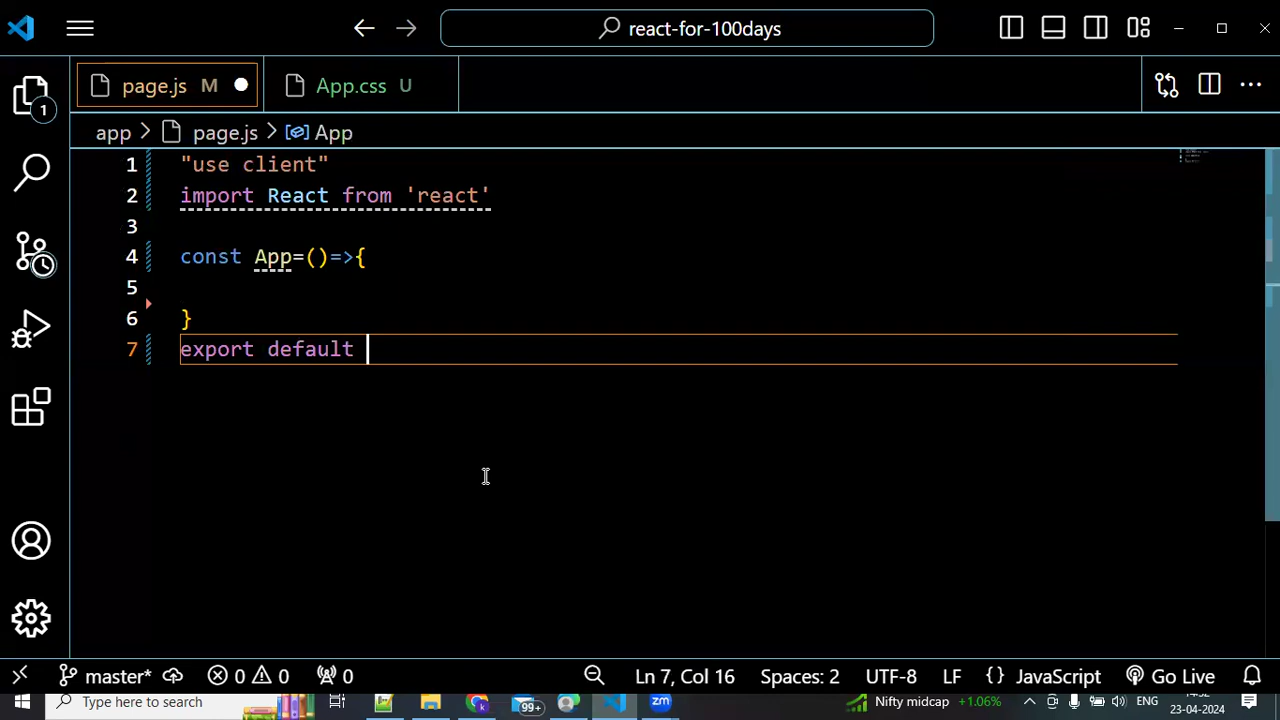 react-for-100days
page.js M
App.css U
1
app > page.js > App
1 "use client"
2 import React from 'react'
3
4 const App=()=>{
5
6 }
7 export default
master*
0 0
0
Ln 7, Col 16
Spaces: 2
UTF-8
LF
{} JavaScript
Go Live
Type here to search
99+
zm
Nifty midcap +1.06%
ENG
23-04-2024